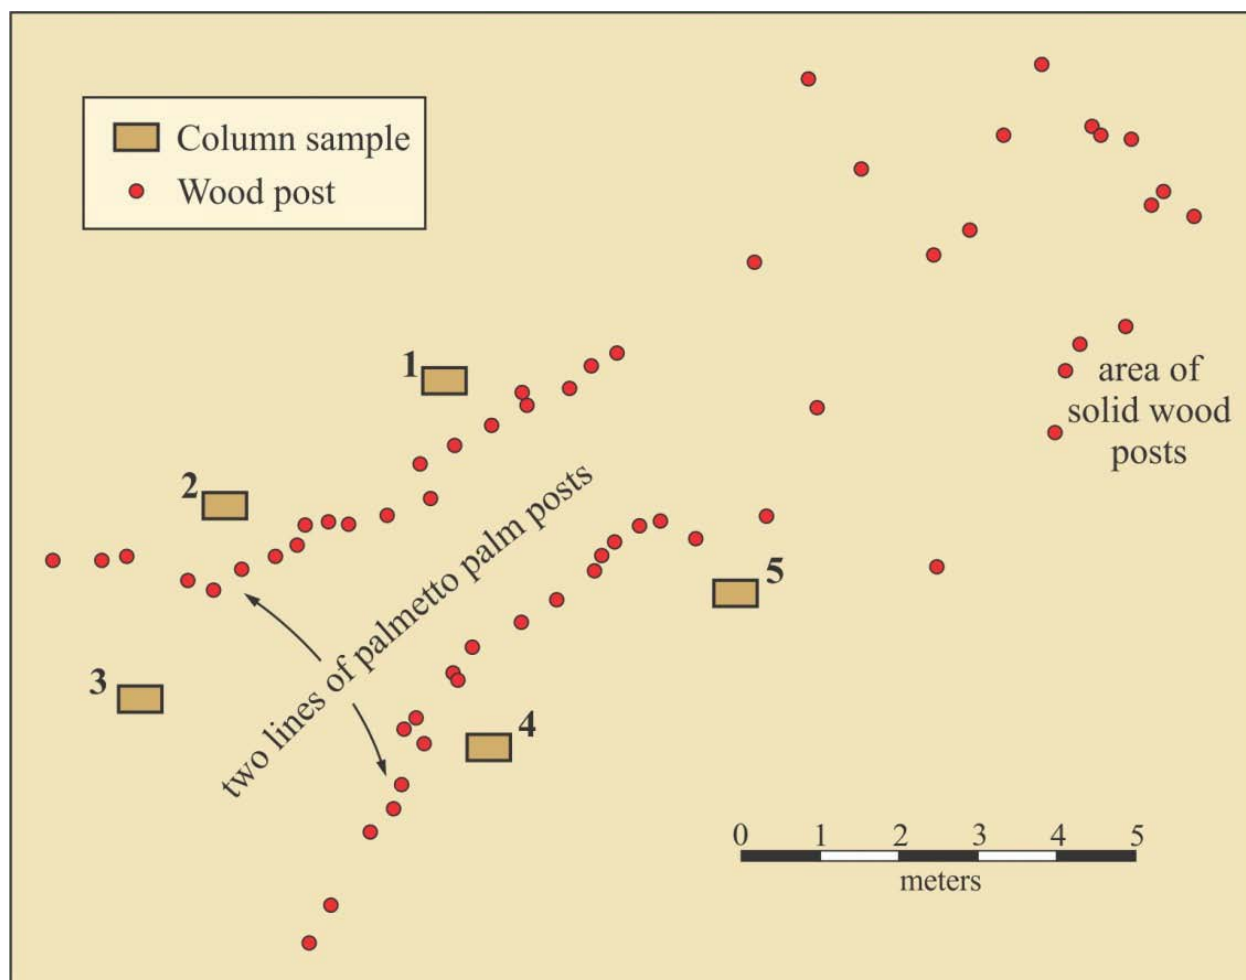 Column sample
Wood post
1
area of
solid wood
posts
2
two lines of palmetto palm posts
5
3
4
0 1 2 3 4 5
meters